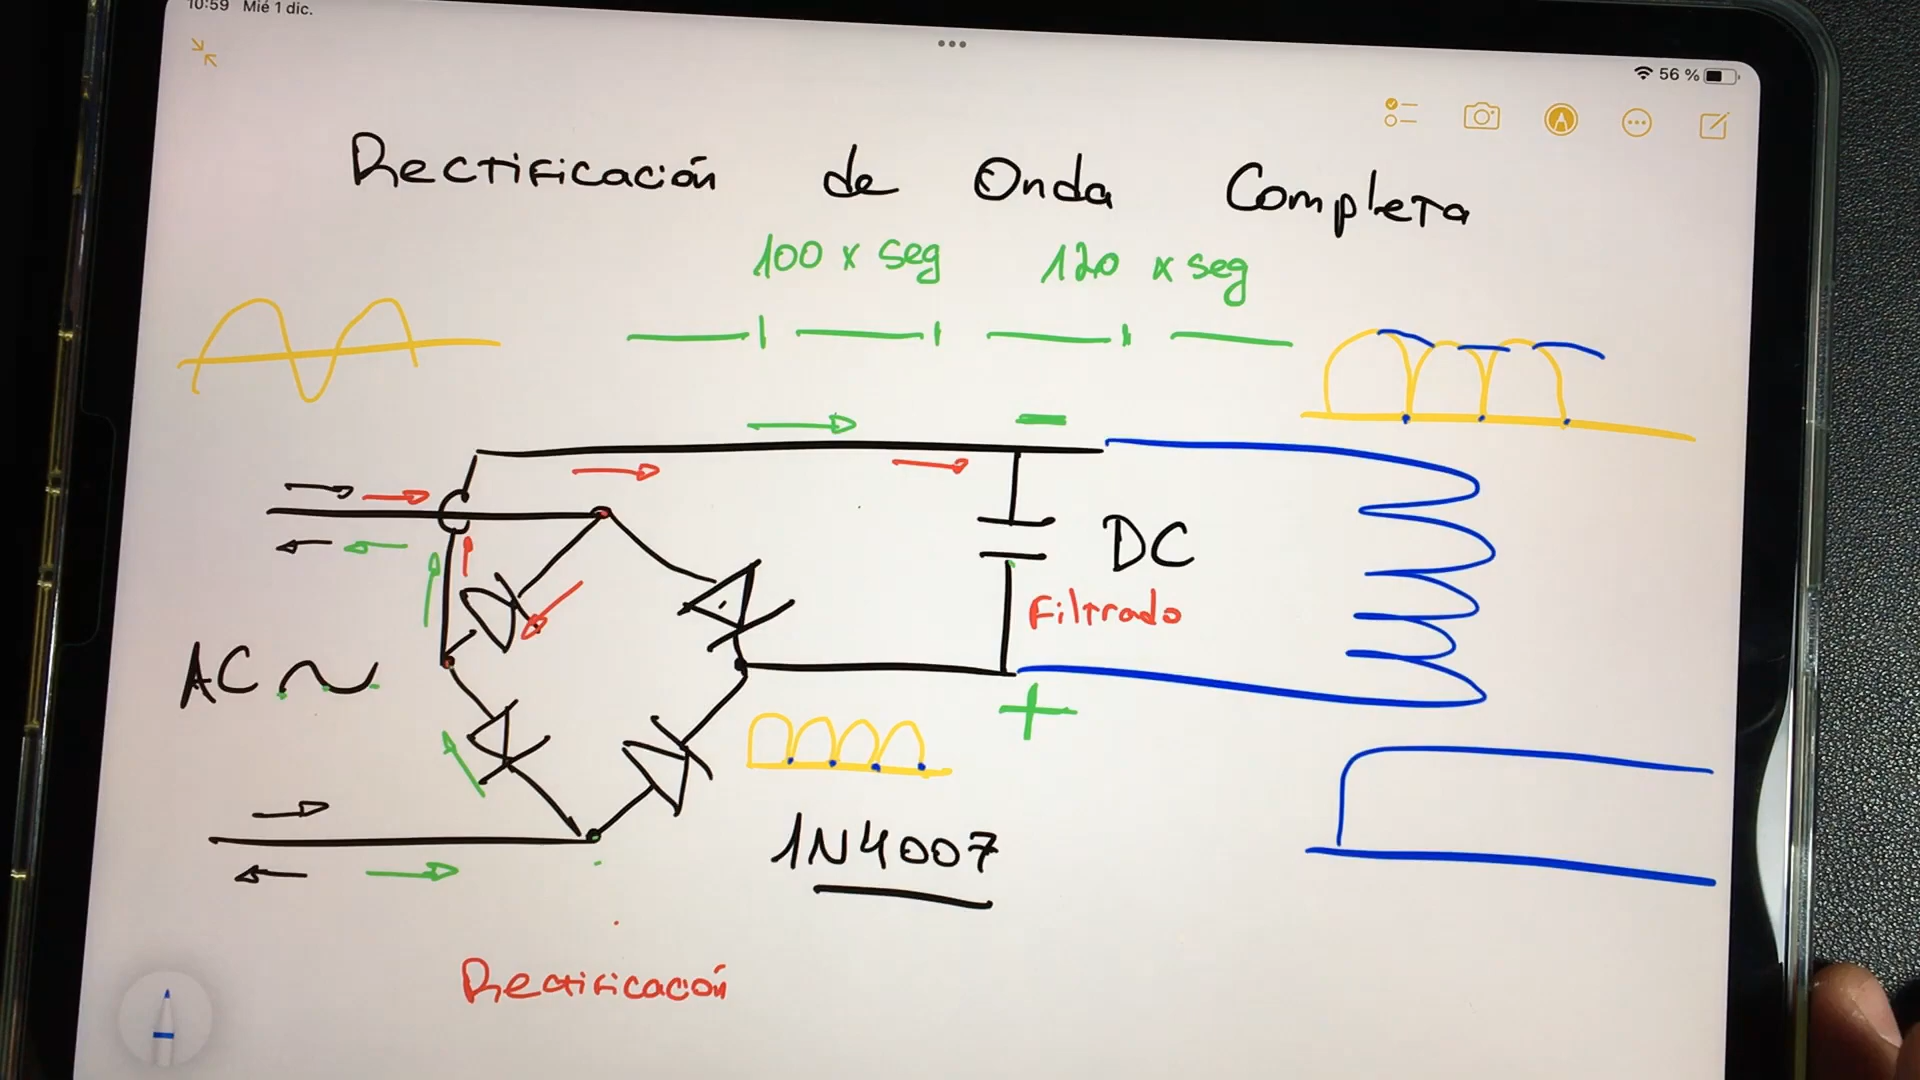 10:59 Mié 1 dic.
56 %
Rectificación de Onda Completa
100 x seg 120 x seg
DC
Filtrado
AC
1N4007
Rectificación